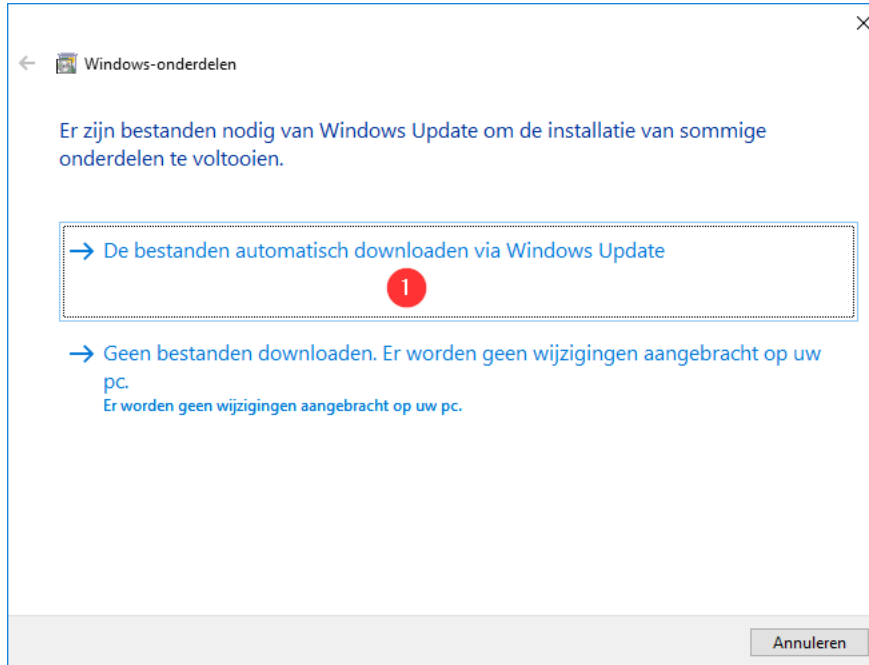 Windows-onderdelen
Er zijn bestanden nodig van Windows Update om de installatie van sommige
onderdelen te voltooien.
De bestanden automatisch downloaden via Windows Update
1
Geen bestanden downloaden. Er worden geen wijzigingen aangebracht op uw
pc.
Er worden geen wijzigingen aangebracht op uw pc.
Annuleren